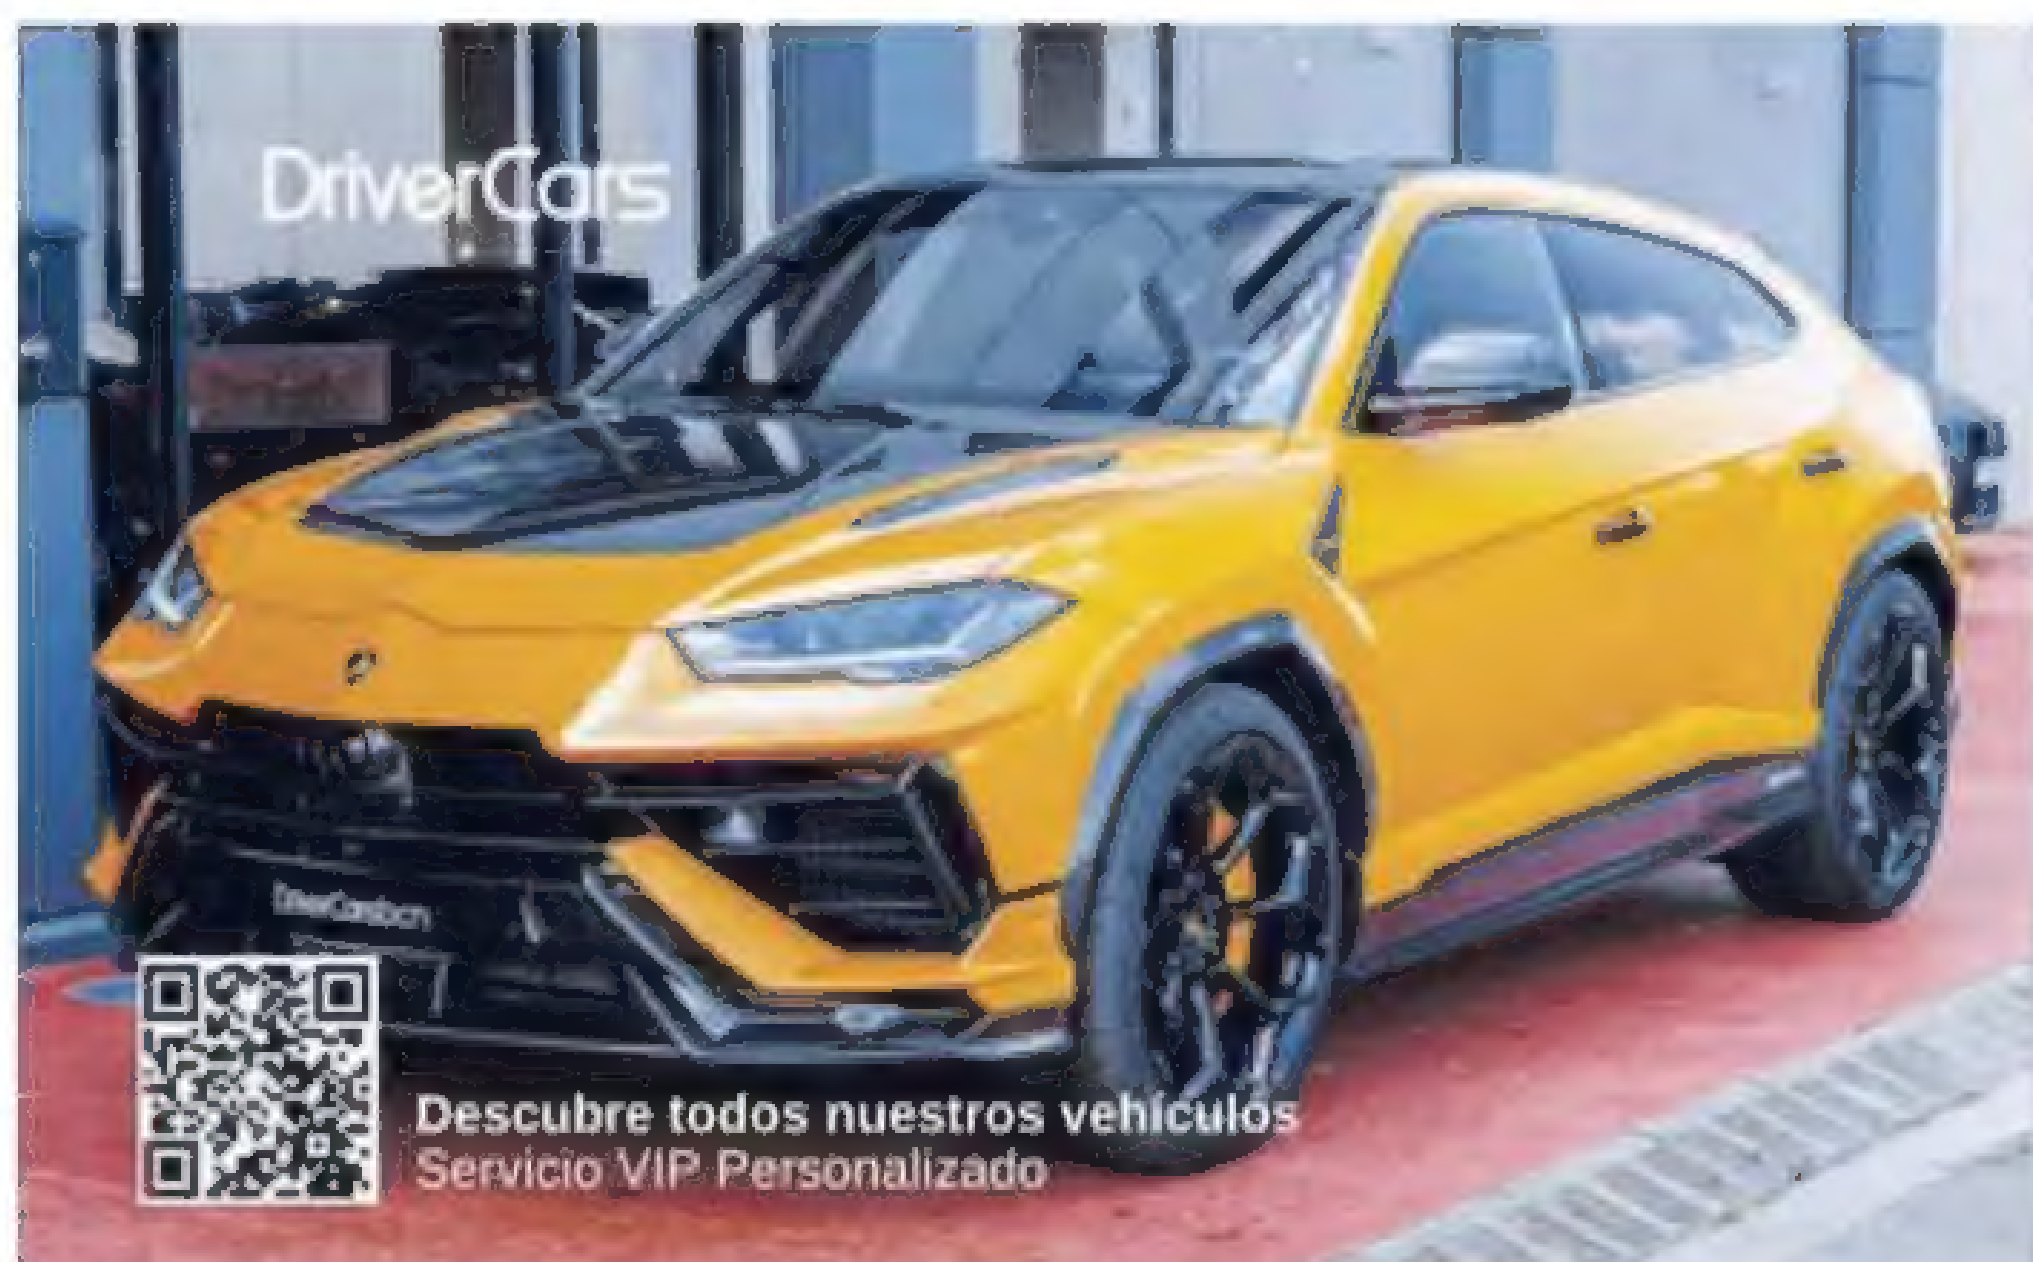 DriverCars
Descubre todos nuestros vehículos
Servicio VIP Personalizado